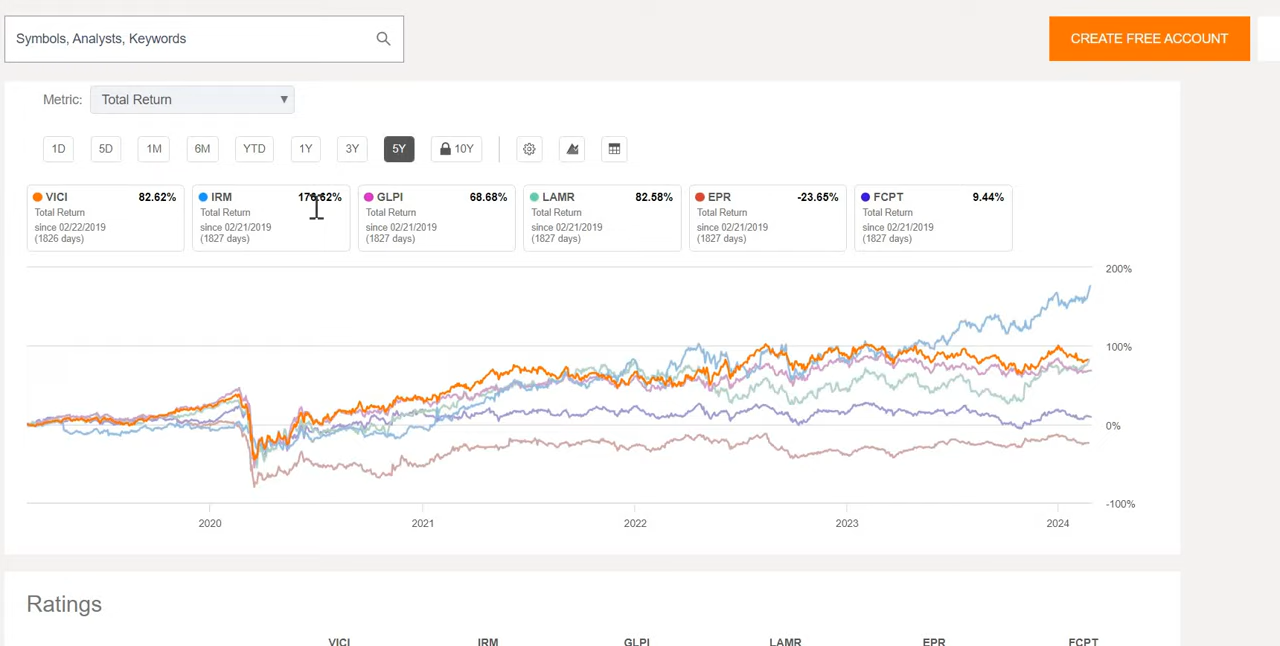 Symbols, Analysts, Keywords
CREATE FREE ACCOUNT
Metric: Total Return
1D 5D 1M 6M YTD 1Y 3Y 5Y 10Y
VICI 82.62%
Total Return
since 02/22/2019
(1826 days)
IRM 176.62%
Total Return
since 02/21/2019
(1827 days)
GLPI 68.68%
Total Return
since 02/21/2019
(1827 days)
LAMR 82.58%
Total Return
since 02/21/2019
(1827 days)
EPR -23.65%
Total Return
since 02/21/2019
(1827 days)
FCPT 9.44%
Total Return
since 02/21/2019
(1827 days)
200%
100%
0%
-100%
2020 2021 2022 2023 2024
Ratings
VICI IRM GLPI LAMR EPR FCPT